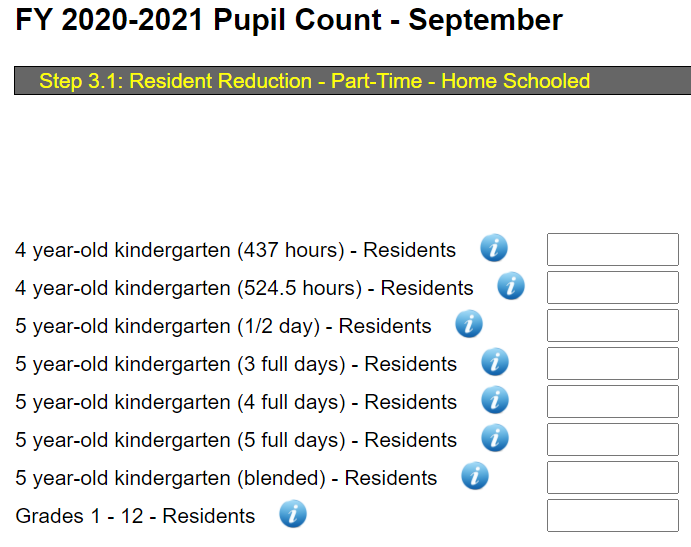 FY 2020-2021 Pupil Count - September
Step 3.1: Resident Reduction - Part-Time - Home Schooled
4 year-old kindergarten (437 hours) - Residents i
4 year-old kindergarten (524.5 hours) - Residents i
5 year-old kindergarten (1/2 day) - Residents i
5 year-old kindergarten (3 full days) - Residents i
5 year-old kindergarten (4 full days) - Residents i
5 year-old kindergarten (5 full days) - Residents i
5 year-old kindergarten (blended) - Residents i
Grades 1 - 12 - Residents i